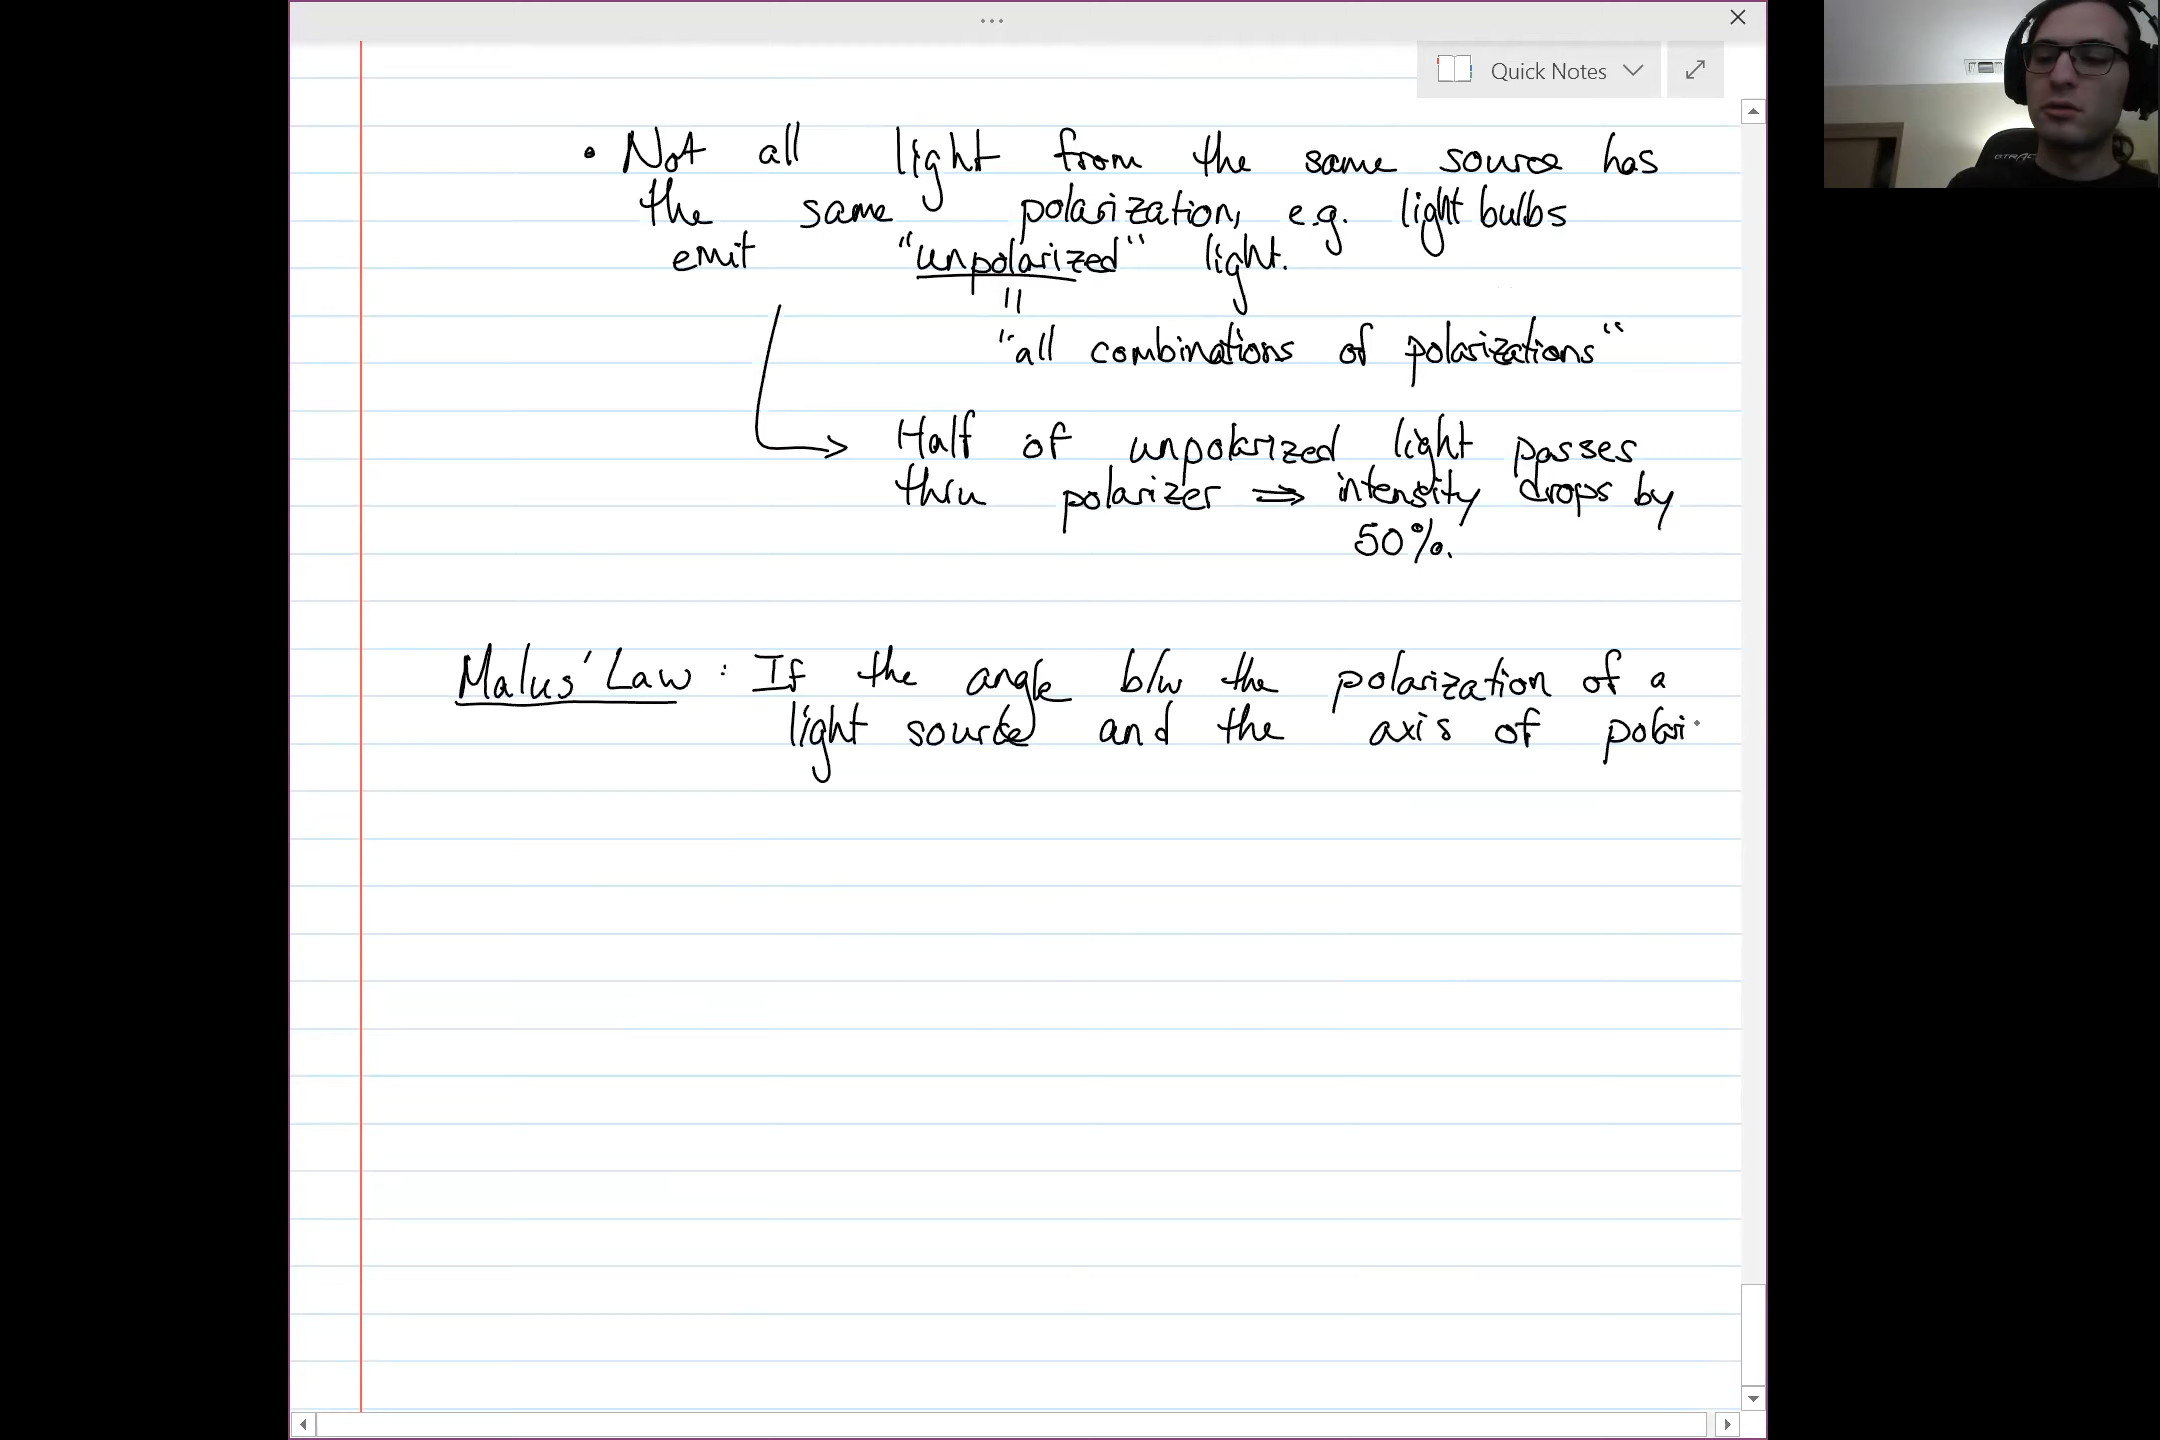 ...
Quick Notes
• Not all light from the same source has
the same polarization, e.g. light bulbs
emit "unpolarized" light.
=
"all combinations of polarizations"
Half of unpolarized light passes
thru polarizer ⇒ intensity drops by
50%.
Malus' Law : If the angle b/w the polarization of a
light source and the axis of polari